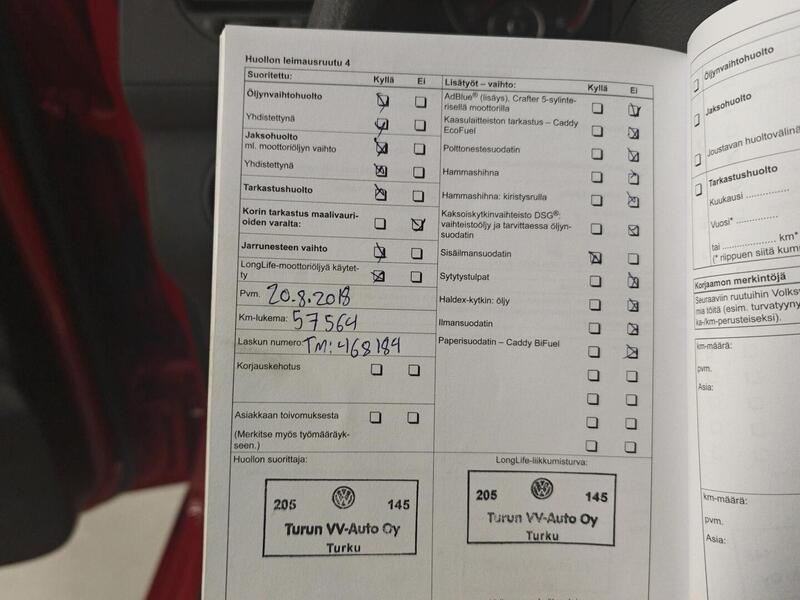 Huollon leimausruutu 4
Suoritettu: Kyllä Ei
Öljynvaihtohuolto
Yhdistettynä
Jaksohuolto
ml. moottoriöljyn vaihto
Yhdistettynä
Tarkastushuolto
Korin tarkastus maalivauri-
oiden varalta:
Jarrunesteen vaihto
LongLife-moottoriöljyä käytet-
ty
Pvm. 20.8.2018
Km-lukema: 57564
Laskun numero: TM: 468184
Korjauskehotus
Asiakkaan toivomuksesta
(Merkitse myös työmääräyk-
seen.)
Huollon suorittaja:
205 145
Turun VV-Auto Oy
Turku
Lisätyöt – vaihto: Kyllä Ei
AdBlue® (lisäys), Crafter 5-sylinte-
risellä moottorilla
Kaasulaitteiston tarkastus – Caddy
EcoFuel
Polttonestesuodatin
Hammashihna
Hammashihna: kiristysrulla
Kaksoiskytkinvaihteisto DSG®:
vaihteistoöljy ja tarvittaessa öljyn-
suodatin
Sisäilmansuodatin
Sytytystulpat
Haldex-kytkin: öljy
Ilmansuodatin
Paperisuodatin – Caddy BiFuel
LongLife-liikkumisturva:
205 145
Turun VV-Auto Oy
Turku
Öljynvaihtohuolto
Jaksohuolto
Joustavan huoltovälin
Tarkastushuolto
Kuukausi ..............
Vuosi* ..............
tai .................. km*
(* riippuen siitä kum
Korjaamon merkintöjä
Seuraaviin ruutuihin Volksw
mia töitä (esim. turvatyyny
ka-/km-perusteiseksi).
km-määrä:
pvm.
Asia:
km-määrä:
pvm.
Asia: